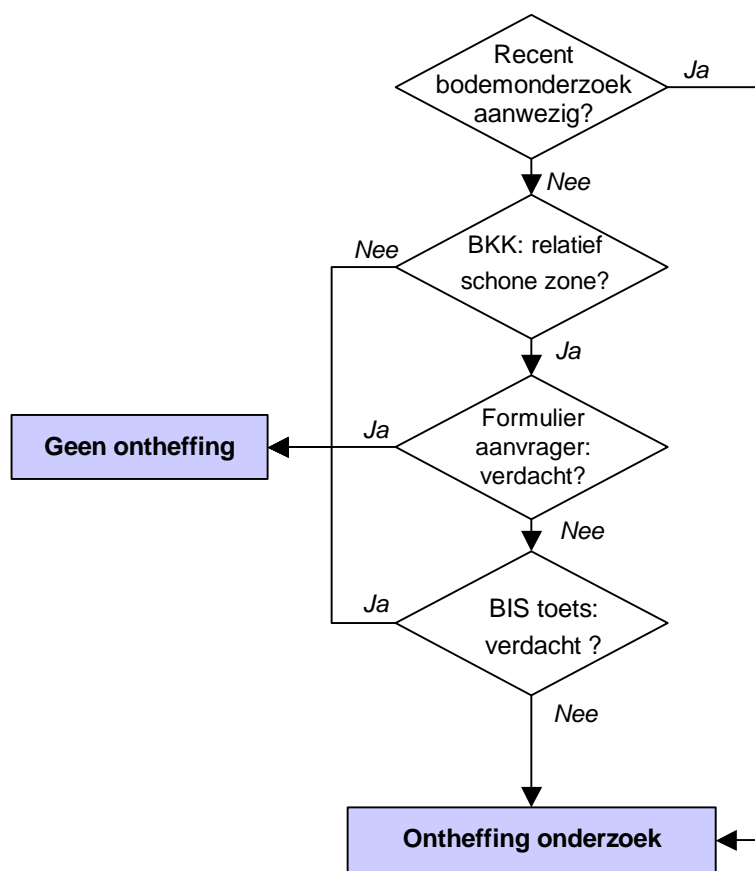 Recent
bodemonderzoek
aanwezig?
Ja
Nee
Nee
BKK: relatief
schone zone?
Ja
Geen ontheffing
Ja
Formulier
aanvrager:
verdacht?
Nee
Ja
BIS toets:
verdacht ?
Nee
Ontheffing onderzoek